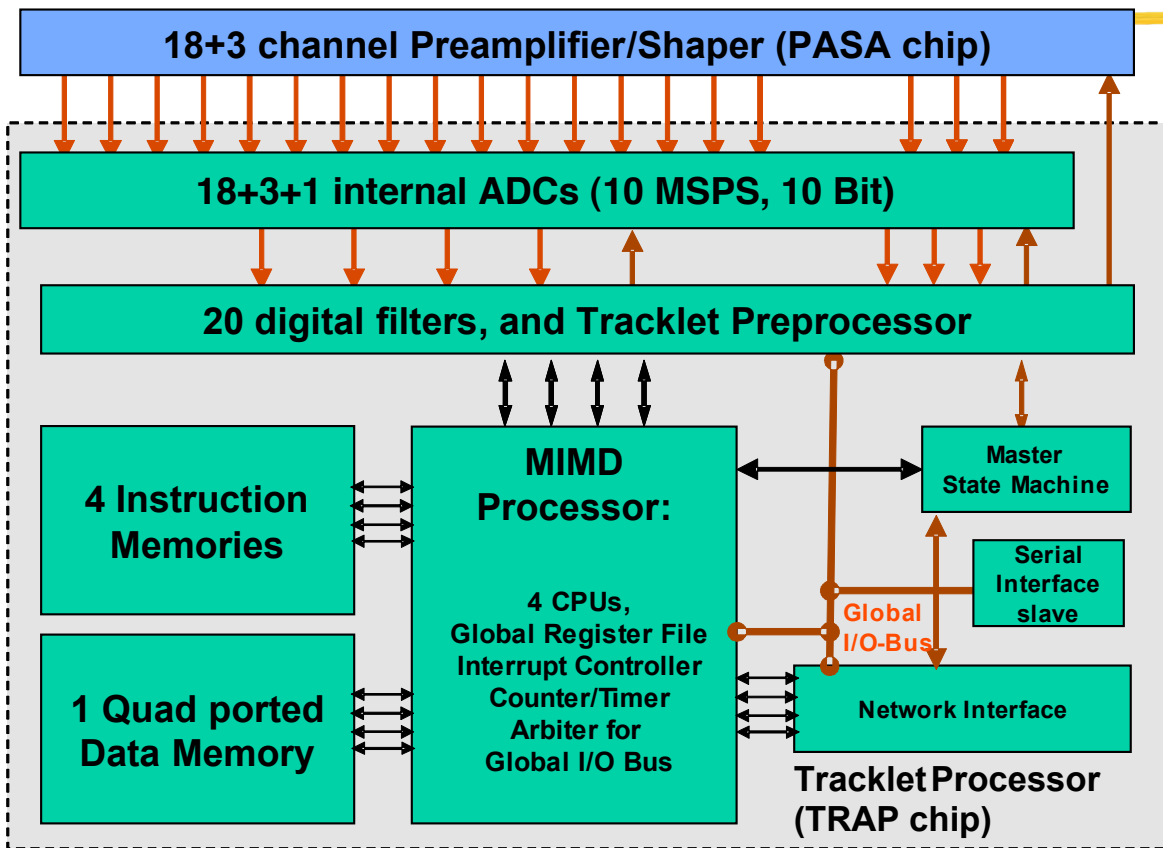 18+3 channel Preamplifier/Shaper (PASA chip)
18+3+1 internal ADCs (10 MSPS, 10 Bit)
20 digital filters, and Tracklet Preprocessor
4 Instruction
Memories
1 Quad ported
Data Memory
MIMD
Processor:
4 CPUs,
Global Register File
Interrupt Controller
Counter/Timer
Arbiter for
Global I/O Bus
Master
State Machine
Serial
Interface
slave
Global
I/O-Bus
Network Interface
Tracklet Processor
(TRAP chip)